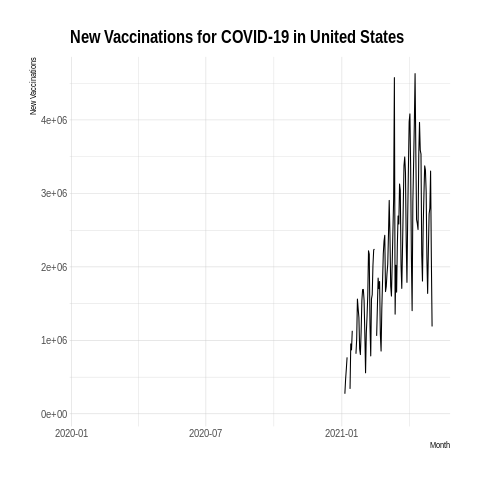 New Vaccinations for COVID-19 in United States
New Vaccinations
4e+06
3e+06
2e+06
1e+06
0e+00
2020-01
2020-07
2021-01
Month